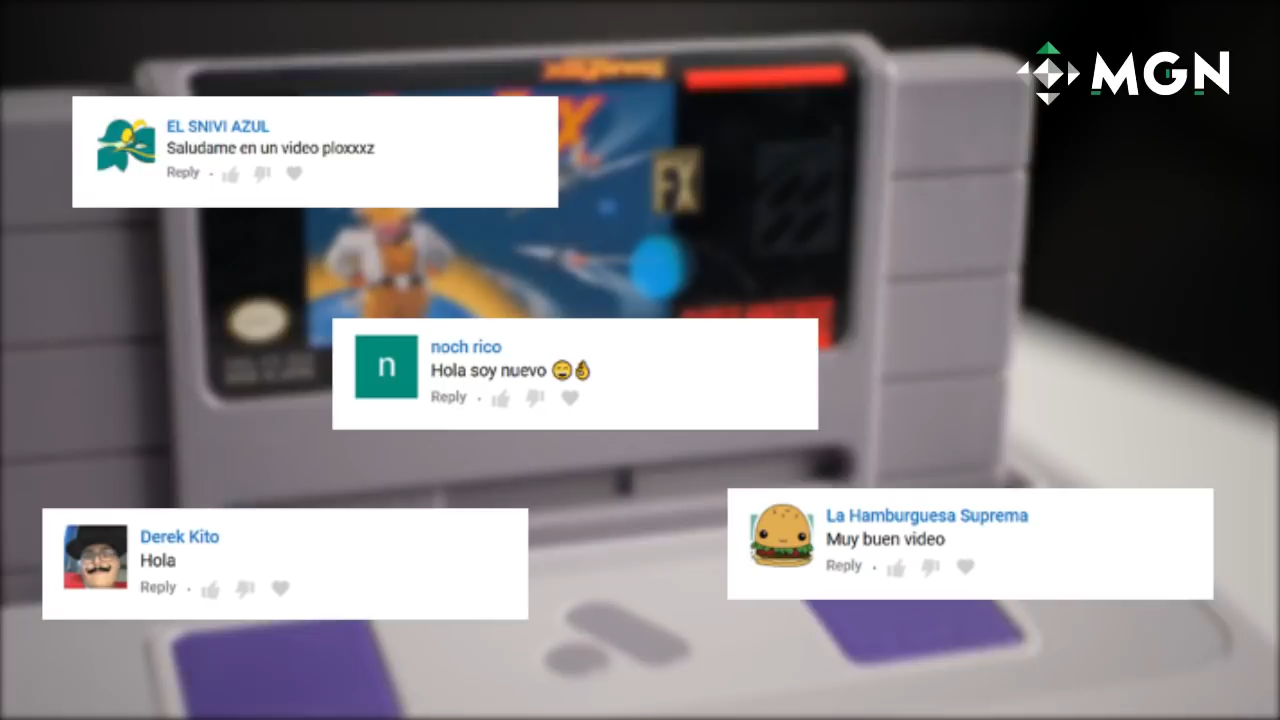 MGN
EL SNIVI AZUL
Saludame en un video ploxxxz
Reply
FX
n
noch rico
Hola soy nuevo 😄👌
Reply
Derek Kito
Hola
Reply
La Hamburguesa Suprema
Muy buen video
Reply